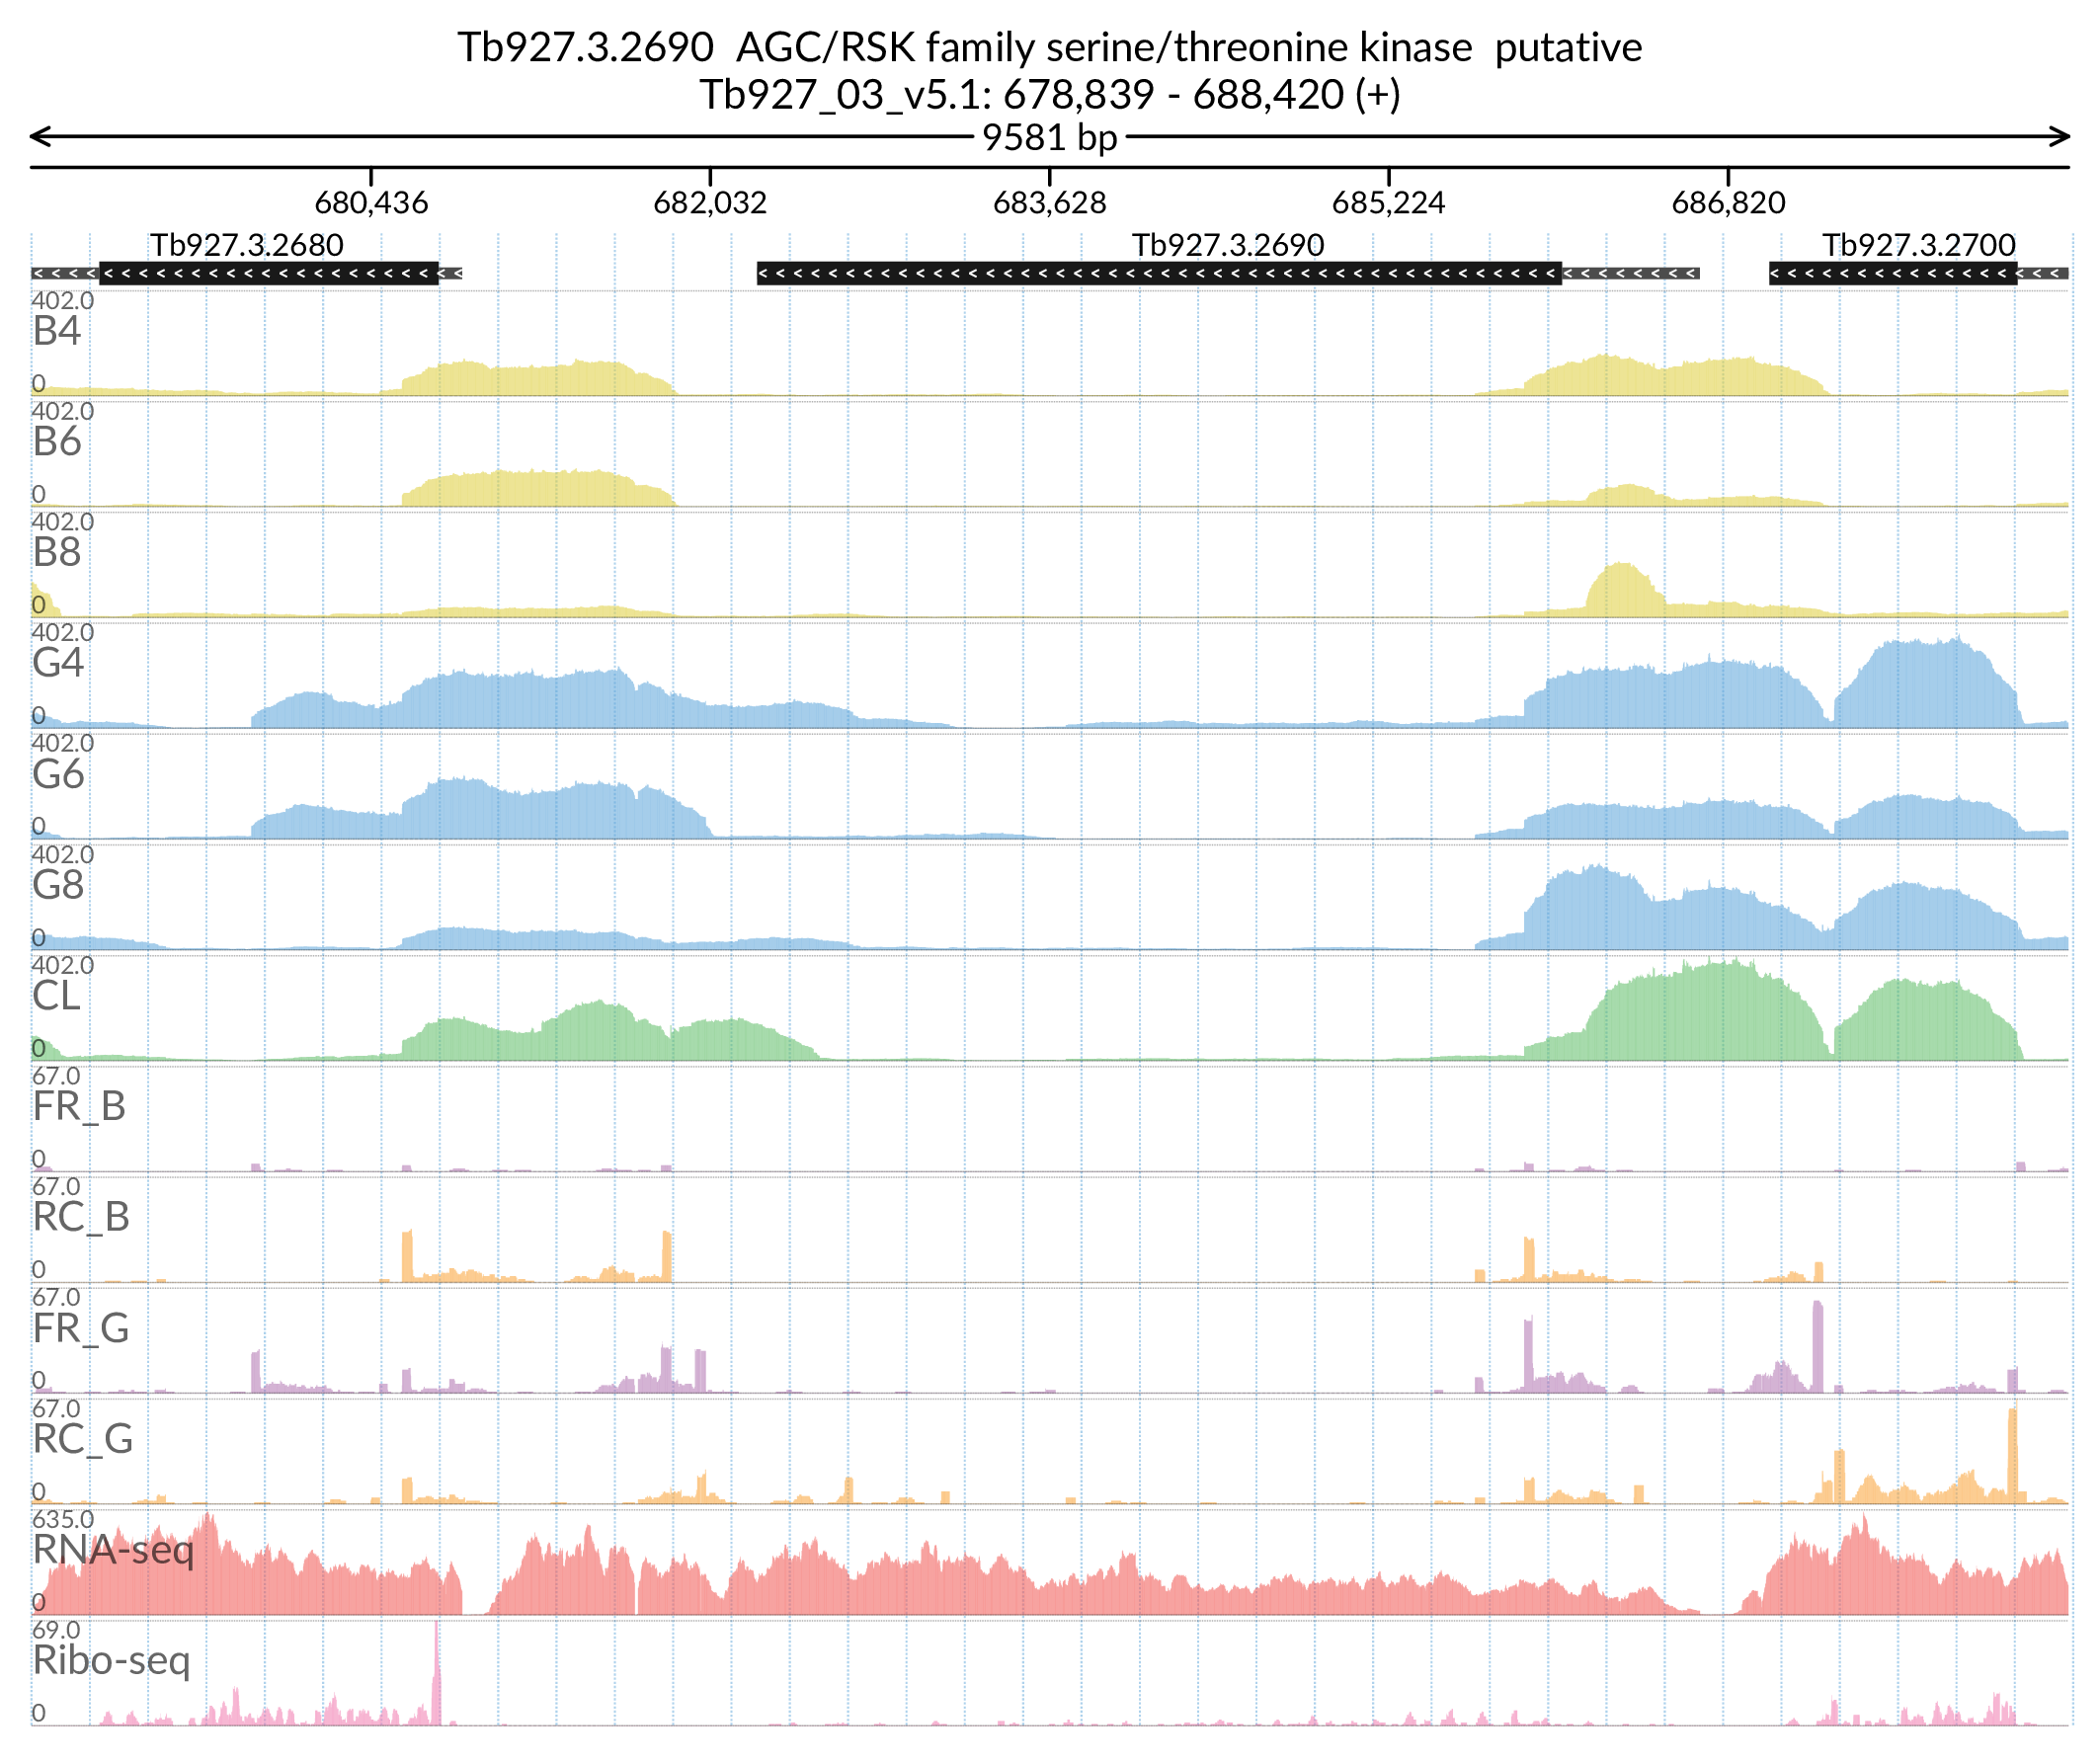 Tb927.3.2690  AGC/RSK family serine/threonine kinase  putative
Tb927_03_v5.1: 678,839 - 688,420 (+)
9581 bp
680,436 682,032 683,628 685,224 686,820
Tb927.3.2680 Tb927.3.2690 Tb927.3.2700
402.0
B4
0
402.0
B6
0
402.0
B8
0
402.0
G4
0
402.0
G6
0
402.0
G8
0
402.0
CL
0
67.0
FR_B
0
67.0
RC_B
0
67.0
FR_G
0
67.0
RC_G
0
635.0
RNA-seq
0
69.0
Ribo-seq
0